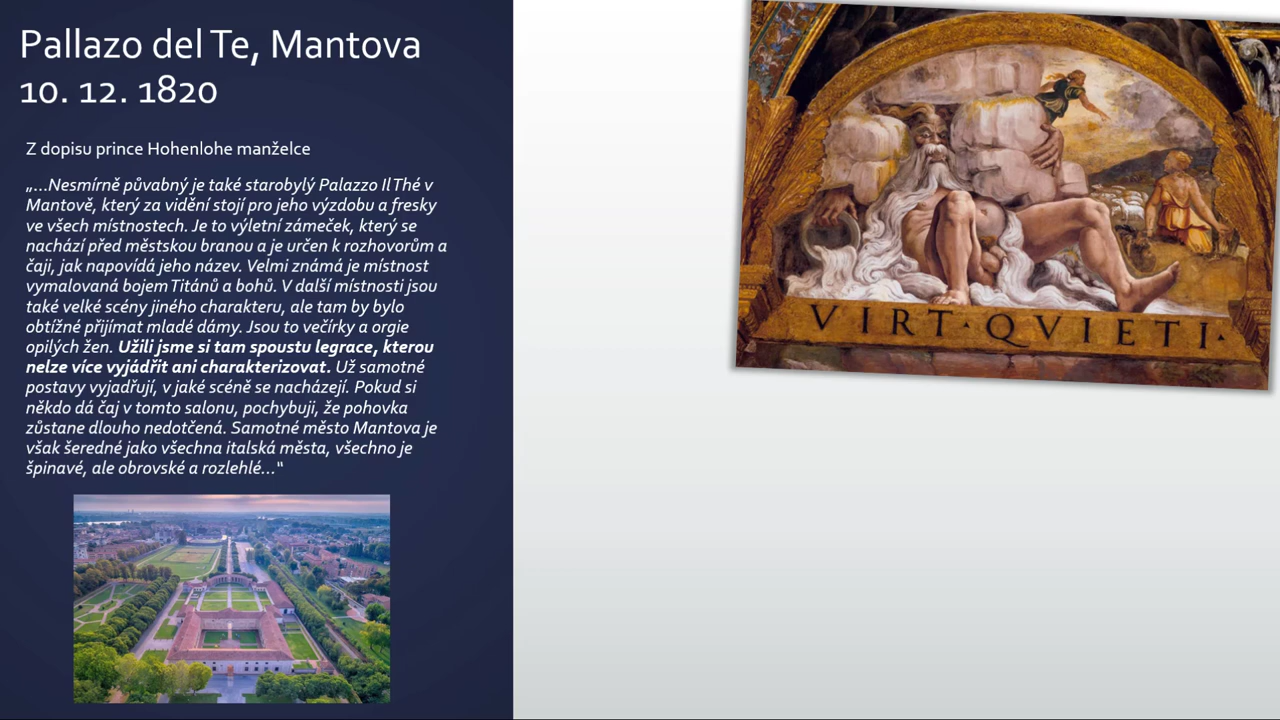 Pallazo del Te, Mantova
10. 12. 1820
Z dopisu prince Hohenlohe manželce
„…Nesmírně půvabný je také starobylý Palazzo Il Thé v
Mantově, který za vidění stojí pro jeho výzdobu a fresky
ve všech místnostech. Je to výletní zámeček, který se
nachází před městskou branou a je určen k rozhovorům a
čaji, jak napovídá jeho název. Velmi známá je místnost
vymalovaná bojem Titánů a bohů. V další místnosti jsou
také velké scény jiného charakteru, ale tam by bylo
obtížné přijímat mladé dámy. Jsou to večírky a orgie
opilých žen. Užili jsme si tam spoustu legrace, kterou
nelze více vyjádřit ani charakterizovat. Už samotné
postavy vyjadřují, v jaké scéně se nacházejí. Pokud si
někdo dá čaj v tomto salonu, pochybuji, že pohovka
zůstane dlouho nedotčená. Samotné město Mantova je
však šeredné jako všechna italská města, všechno je
špinavé, ale obrovské a rozlehlé…“
VIRT·QVIETI·